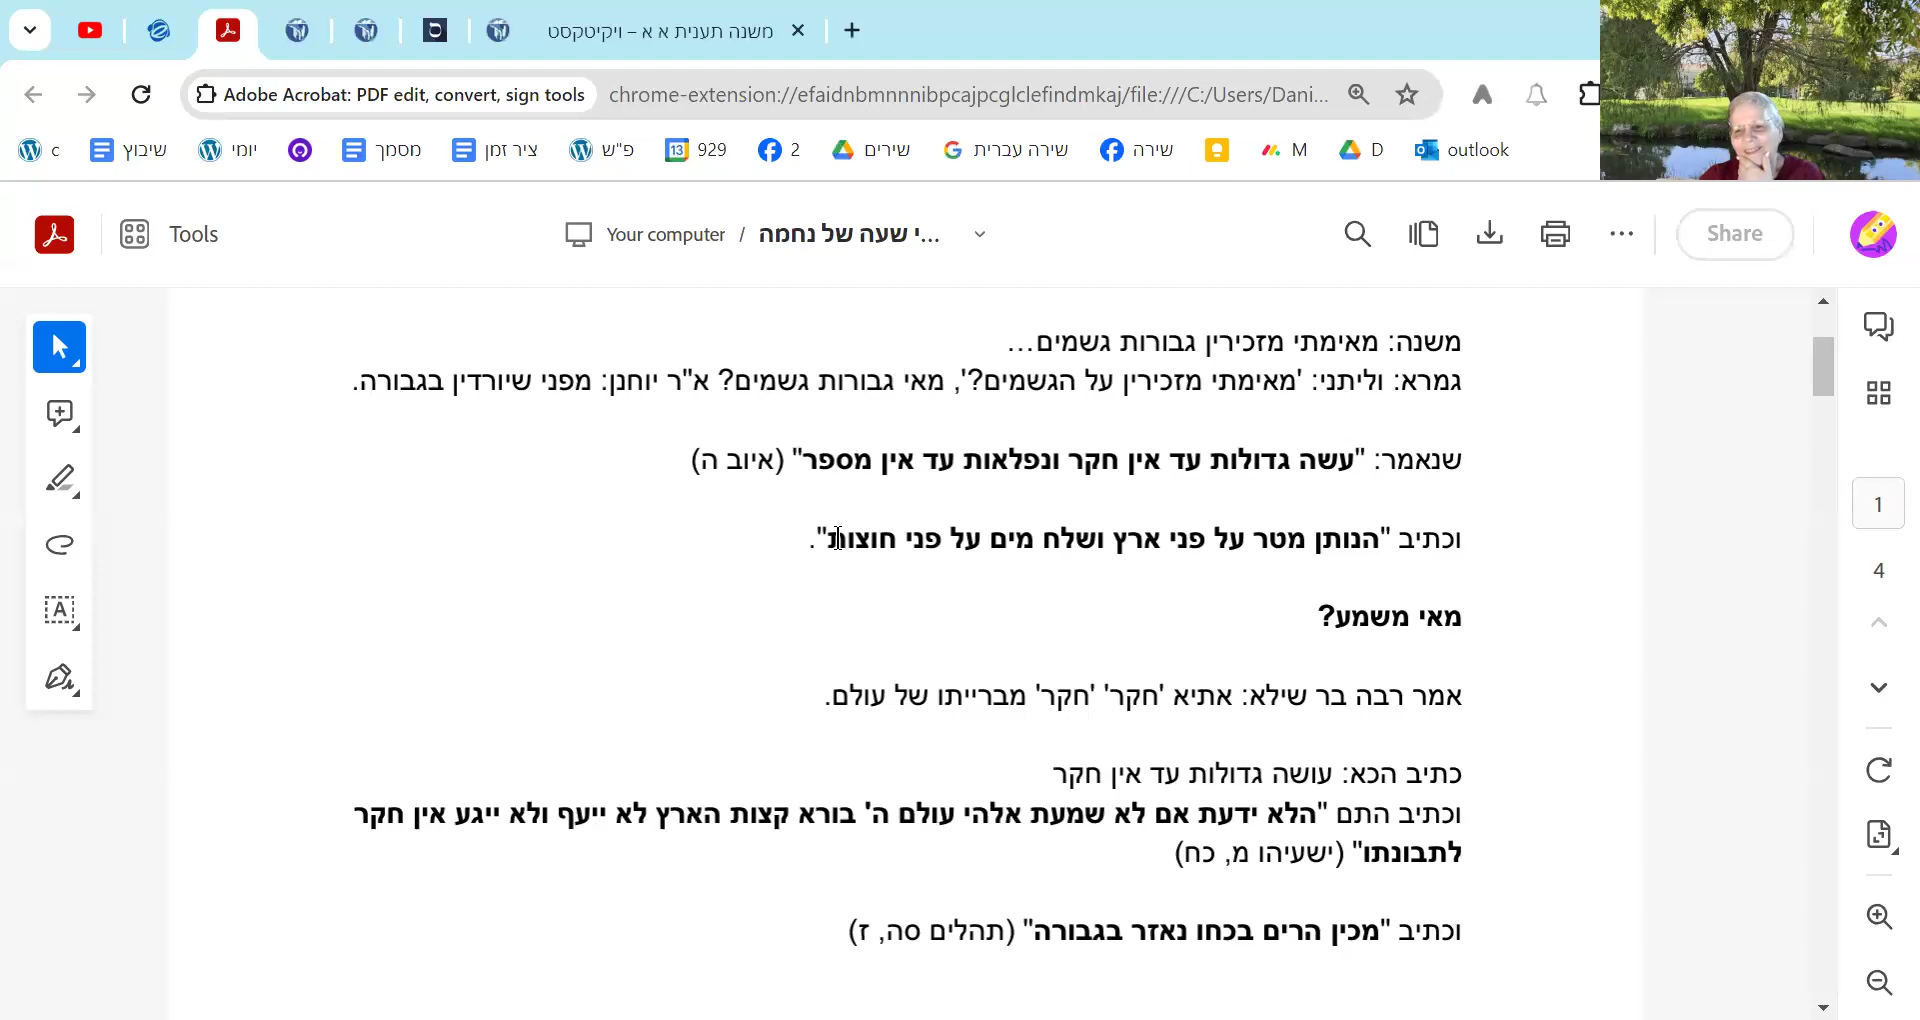 משנה תענית א א – ויקיטקסט
Adobe Acrobat: PDF edit, convert, sign tools
chrome-extension://efaidnbmnnnibpcajpcglclefindmkaj/file:///C:/Users/Dani...
c שיבוץ יומי מסמך ציר זמן פ"ש 13 929 2 שירים שירה עברית שירה M D outlook
Tools
Your computer / י שעה של נחמה...
Share
משנה: מאימתי מזכירין גבורות גשמים...
גמרא: וליתני: 'מאימתי מזכירין על הגשמים?', מאי גבורות גשמים? א"ר יוחנן: מפני שיורדין בגבורה.
שנאמר: "עשה גדולות עד אין חקר ונפלאות עד אין מספר" (איוב ה)
וכתיב "הנותן מטר על פני ארץ ושלח מים על פני חוצות".
מאי משמע?
אמר רבה בר שילא: אתיא 'חקר' 'חקר' מברייתו של עולם.
כתיב הכא: עושה גדולות עד אין חקר
וכתיב התם "הלא ידעת אם לא שמעת אלהי עולם ה' בורא קצות הארץ לא ייעף ולא ייגע אין חקר
לתבונתו" (ישעיהו מ, כח)
וכתיב "מכין הרים בכחו נאזר בגבורה" (תהלים סה, ז)
A
1
4